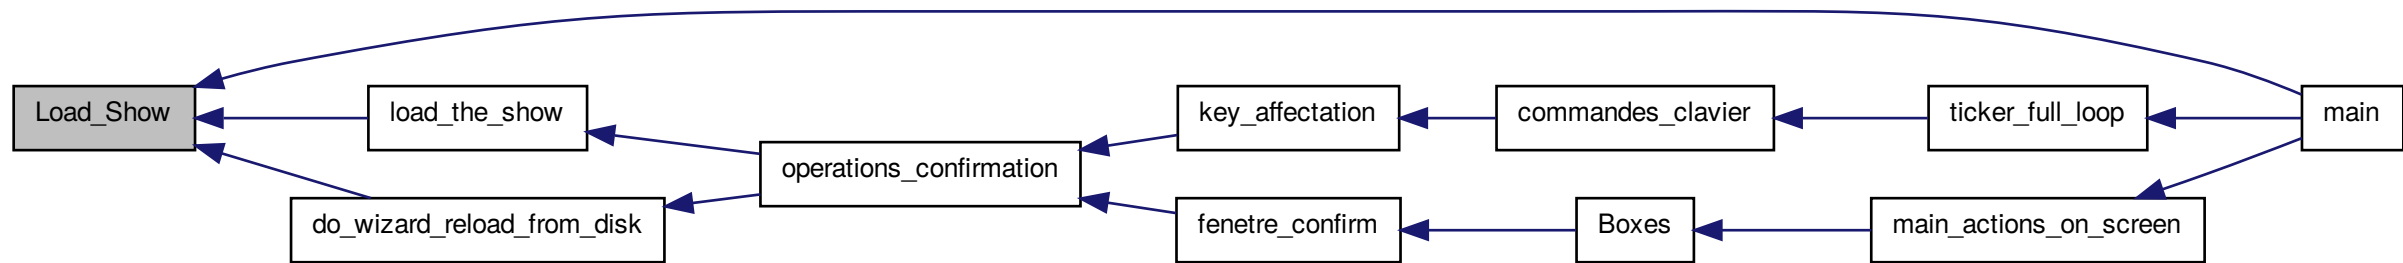 Load_Show
load_the_show
do_wizard_reload_from_disk
operations_confirmation
key_affectation
fenetre_confirm
commandes_clavier
Boxes
ticker_full_loop
main_actions_on_screen
main